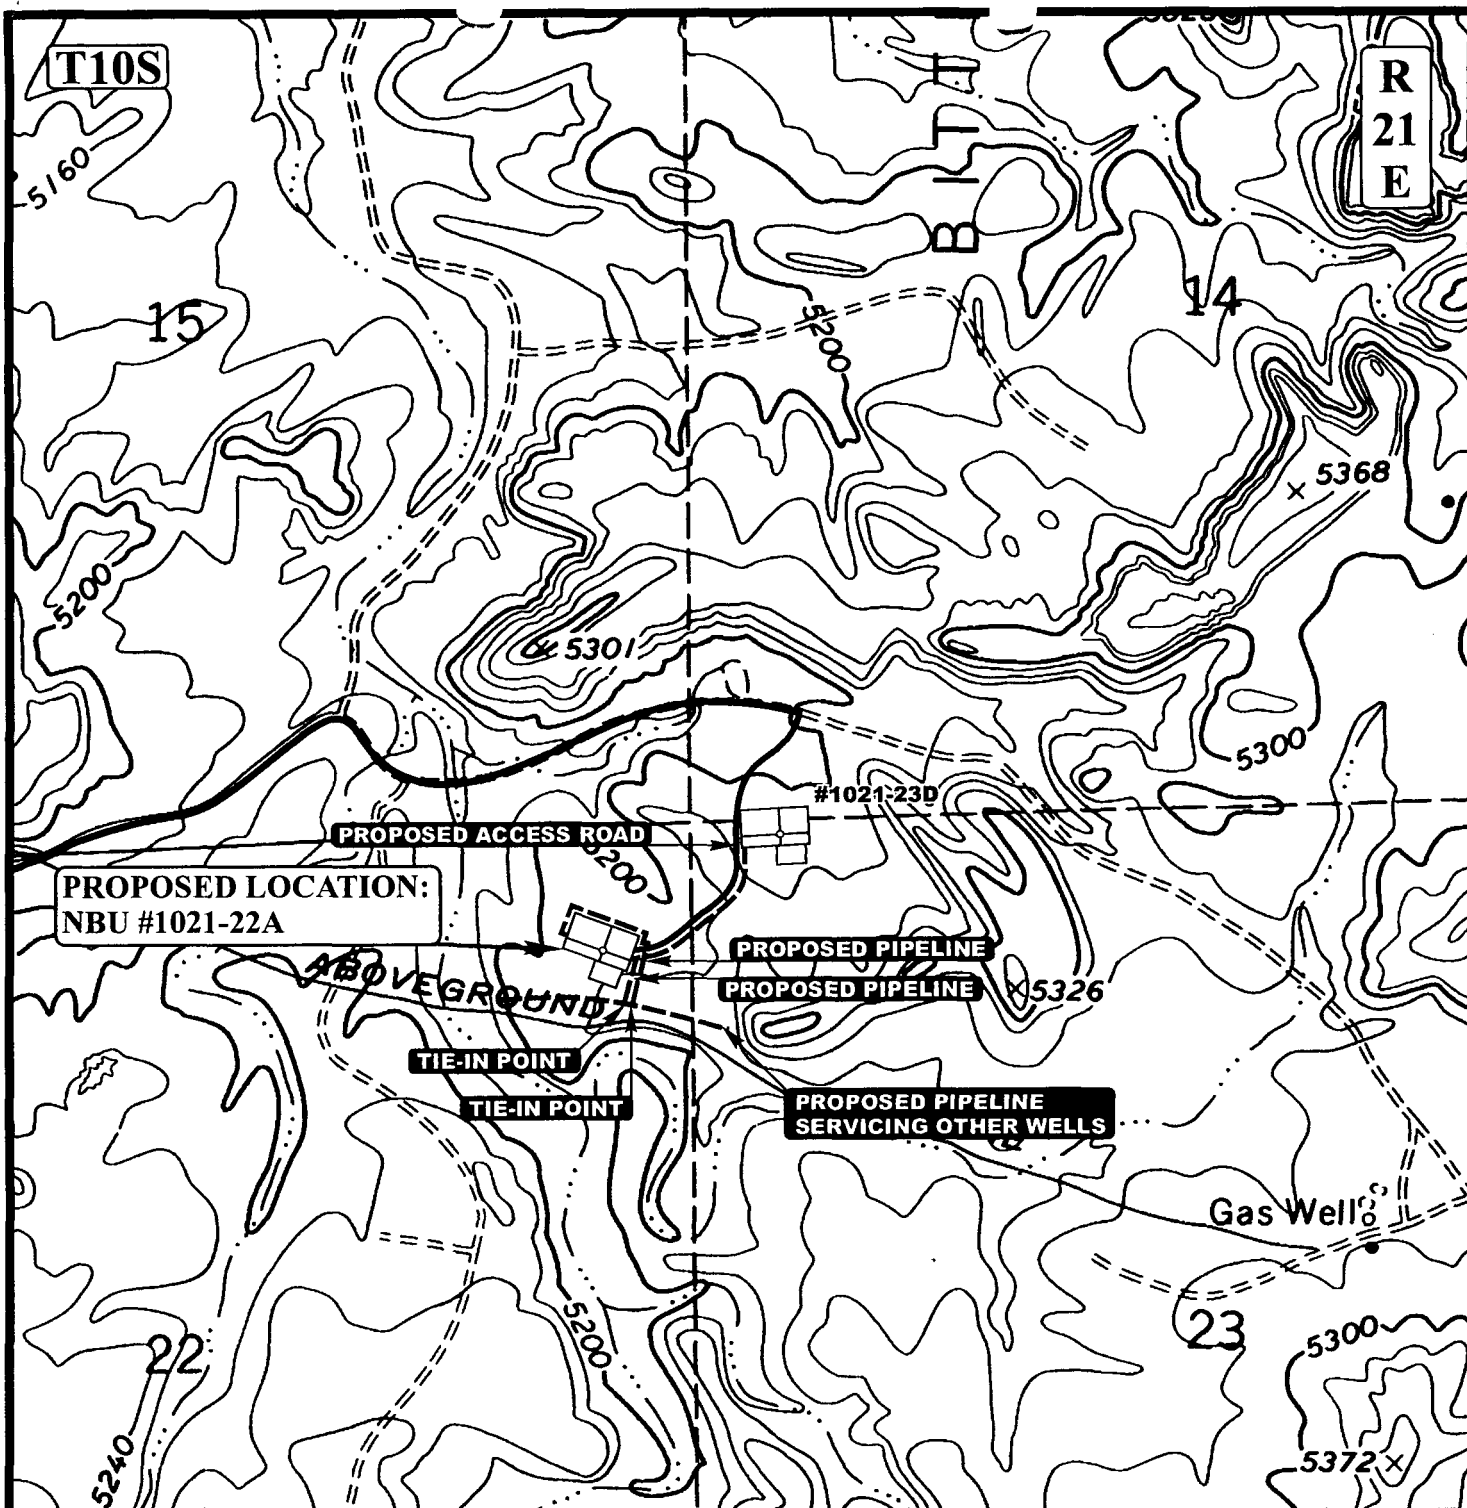 T10S
R
21
E
5160
B I T T
15
14
5200
5368
5200
5301
5300
#1021-23D
PROPOSED ACCESS ROAD
5200
PROPOSED LOCATION:
NBU #1021-22A
PROPOSED PIPELINE
ABOVEGROUND
PROPOSED PIPELINE
5326
TIE-IN POINT
TIE-IN POINT
PROPOSED PIPELINE
SERVICING OTHER WELLS
Gas Well
5200
22
23
5300
5240
5372